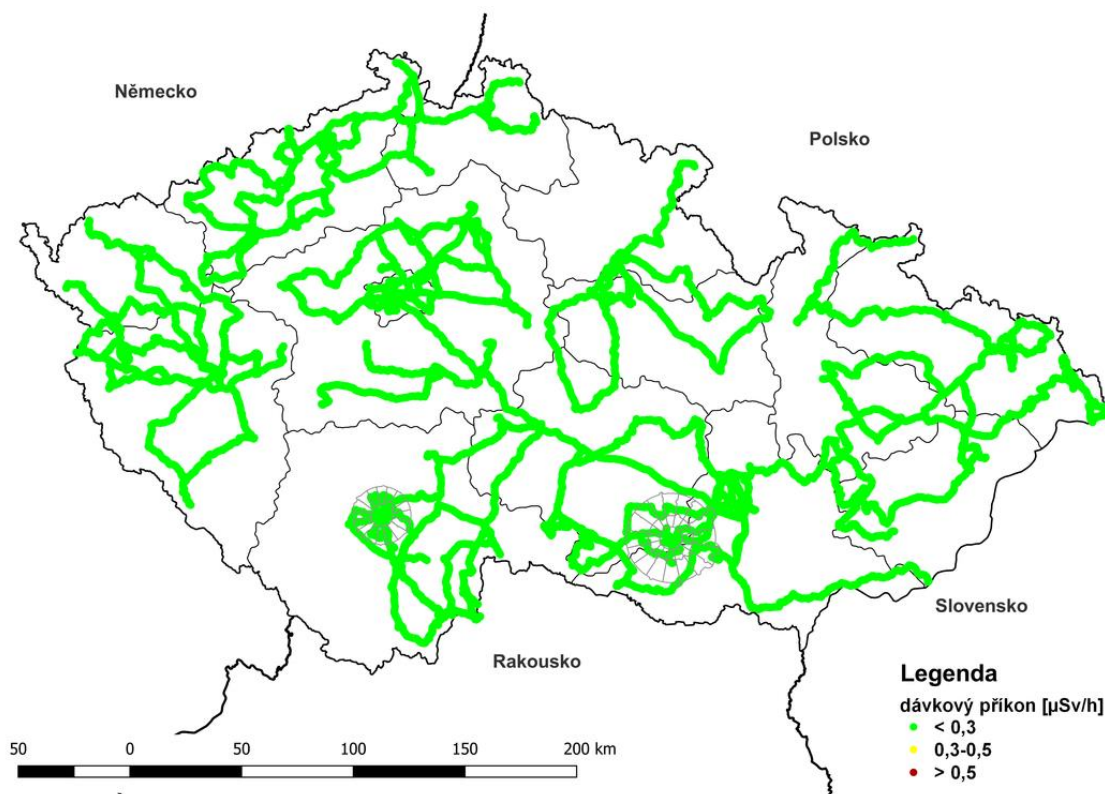 Německo
Polsko
Slovensko
Rakousko
Legenda
dávkový příkon [µSv/h]
< 0,3
0,3-0,5
> 0,5
50 0 50 100 150 200 km